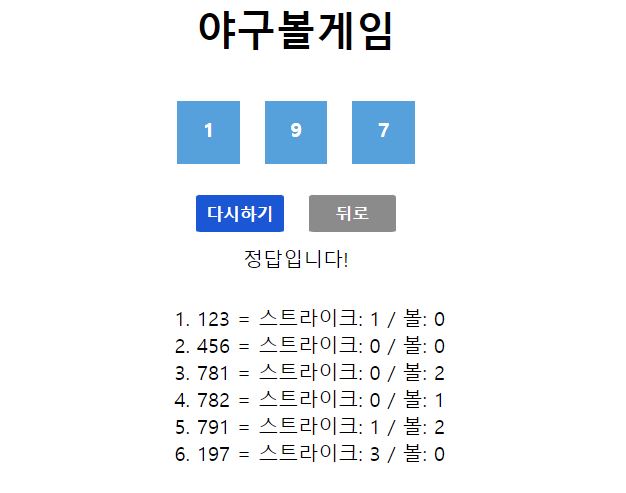 야구볼게임
1 9 7
다시하기 뒤로
정답입니다!
1. 123 = 스트라이크: 1 / 볼: 0
2. 456 = 스트라이크: 0 / 볼: 0
3. 781 = 스트라이크: 0 / 볼: 2
4. 782 = 스트라이크: 0 / 볼: 1
5. 791 = 스트라이크: 1 / 볼: 2
6. 197 = 스트라이크: 3 / 볼: 0